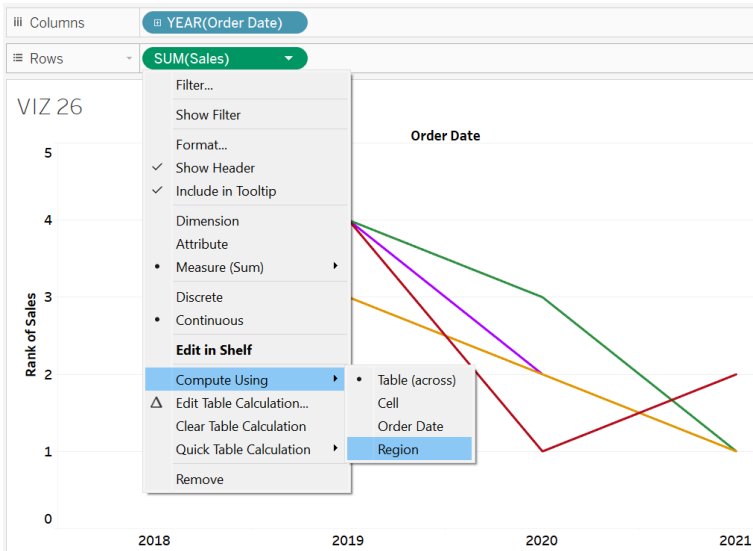 Columns
YEAR(Order Date)
Rows
SUM(Sales)
VIZ 26
Filter...
Show Filter
Format...
Show Header
Include in Tooltip
Dimension
Attribute
Measure (Sum)
Discrete
Continuous
Edit in Shelf
Compute Using
Edit Table Calculation...
Clear Table Calculation
Quick Table Calculation
Remove
Table (across)
Cell
Order Date
Region
Order Date
Rank of Sales
5
4
3
2
1
0
2018 2019 2020 2021